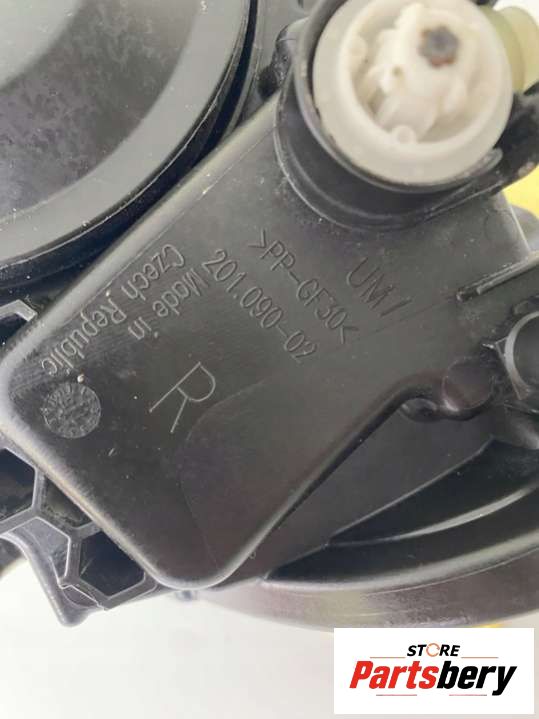 UM/
>PP-GF30<
201.090-02
Made in
Czech Republic
R
STORE
Partsbery